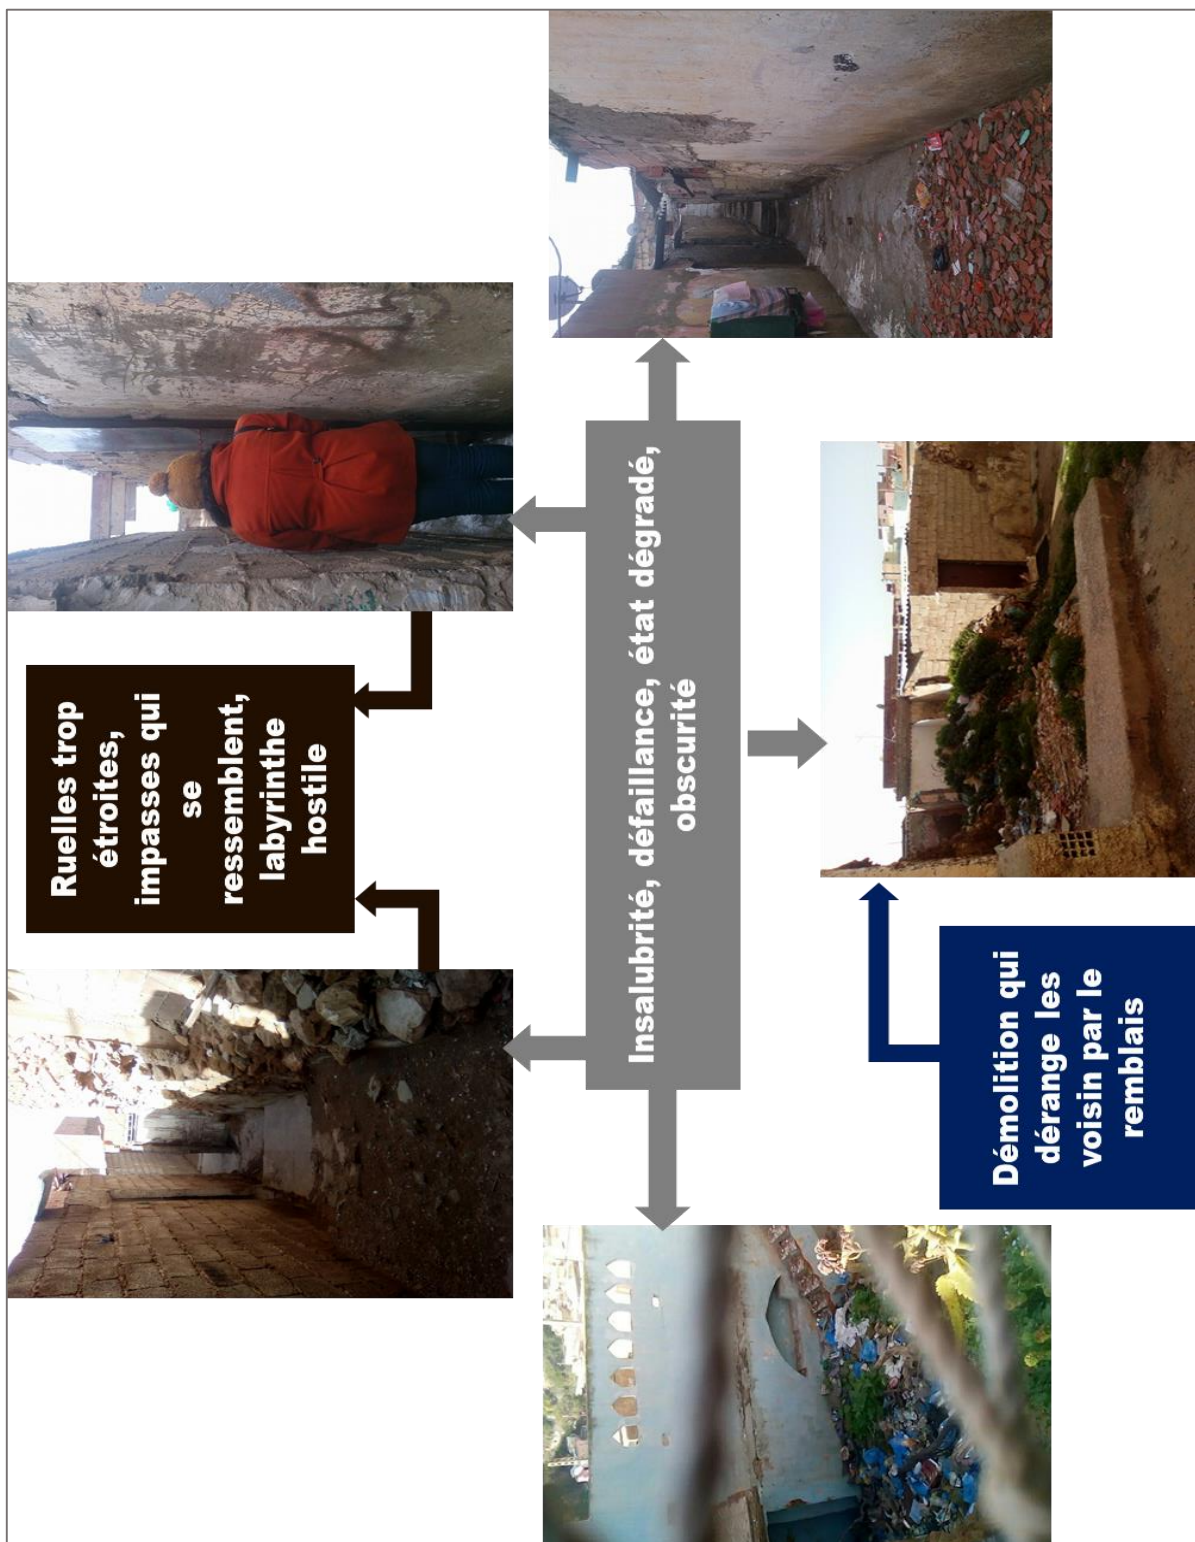 Ruelles trop
étroites,
impasses qui
se
ressemblent,
labyrinthe
hostile
Insalubrité, défaillance, état dégradé,
obscurité
Démolition qui
dérange les
voisin par le
remblais